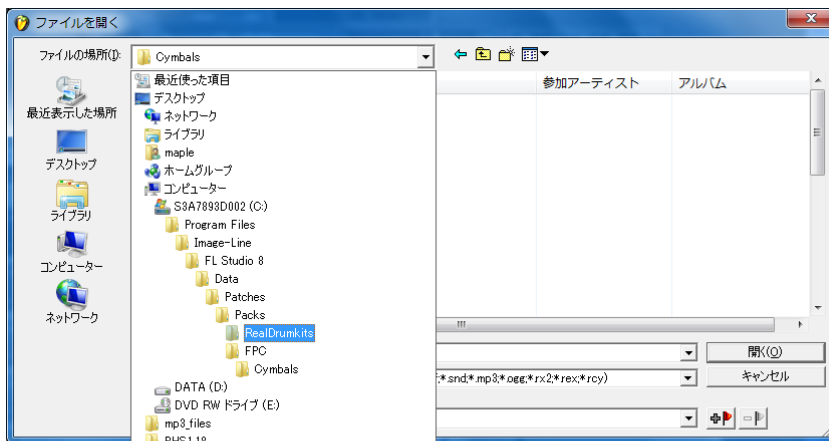 ファイルを開く
ファイルの場所(I):
Cymbals
最近使った項目
参加アーティスト
アルバム
デスクトップ
ネットワーク
ライブラリ
maple
ホームグループ
コンピューター
S3A7893D002 (C:)
Program Files
Image-Line
FL Studio 8
Data
Patches
Packs
RealDrumkits
FPC
Cymbals
DATA (D:)
DVD RW ドライブ (E:)
mp3_files
最近表示した場所
デスクトップ
ライブラリ
コンピューター
ネットワーク
開く(O)
*.snd;*.mp3;*.ogg;*.rx2;*.rex;*.rcy)
キャンセル